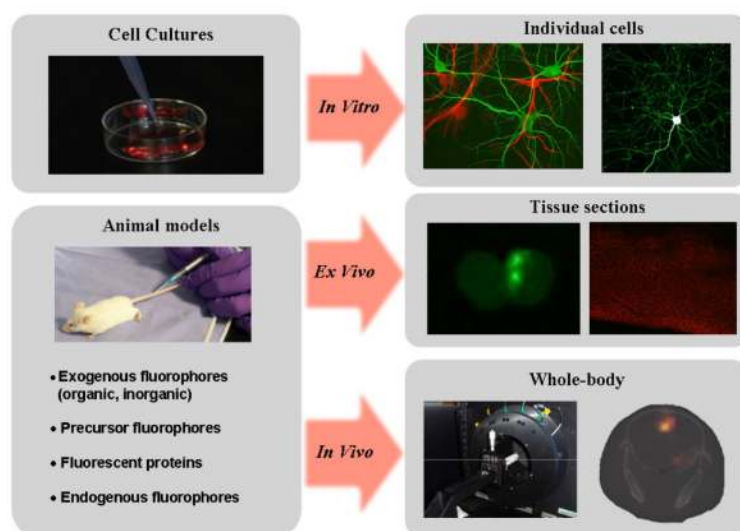 Cell Cultures
In Vitro
Individual cells
Animal models
• Exogenous fluorophores
(organic, inorganic)
• Precursor fluorophores
• Fluorescent proteins
• Endogenous fluorophores
Ex Vivo
Tissue sections
In Vivo
Whole-body